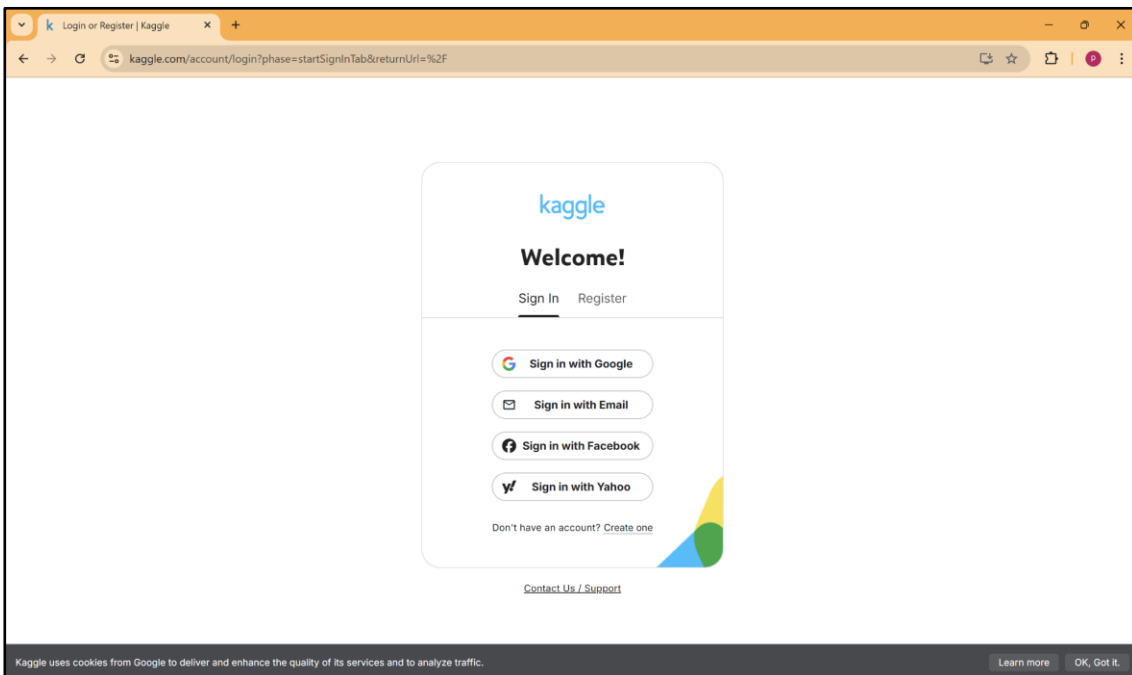 Login or Register | Kaggle
kaggle.com/account/login?phase=startSignInTab&returnUrl=%2F
P
kaggle
Welcome!
Sign In Register
Sign in with Google
Sign in with Email
Sign in with Facebook
Sign in with Yahoo
Don't have an account? Create one
Contact Us / Support
Kaggle uses cookies from Google to deliver and enhance the quality of its services and to analyze traffic. Learn more OK, Got it.